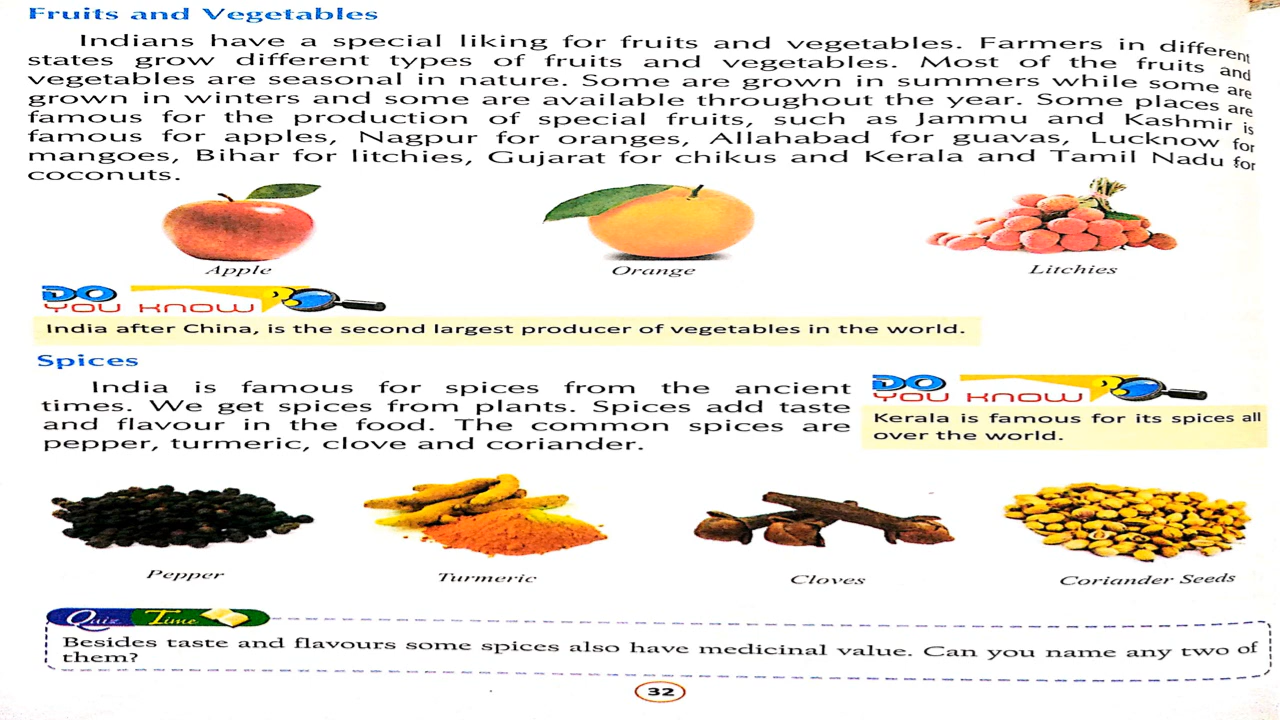 Fruits and Vegetables
Indians have a special liking for fruits and vegetables. Farmers in different
states grow different types of fruits and vegetables. Most of the fruits and
vegetables are seasonal in nature. Some are grown in summers while some are
grown in winters and some are available throughout the year. Some places are
famous for the production of special fruits, such as Jammu and Kashmir is
famous for apples, Nagpur for oranges, Allahabad for guavas, Lucknow for
mangoes, Bihar for litchies, Gujarat for chikus and Kerala and Tamil Nadu for
coconuts.
Apple
Orange
Litchies
DO
YOU KNOW
India after China, is the second largest producer of vegetables in the world.
Spices
India is famous for spices from the ancient
times. We get spices from plants. Spices add taste
and flavour in the food. The common spices are
pepper, turmeric, clove and coriander.
DO
YOU KNOW
Kerala is famous for its spices all
over the world.
Pepper
Turmeric
Cloves
Coriander Seeds
Quiz Time
Besides taste and flavours some spices also have medicinal value. Can you name any two of
them?
32